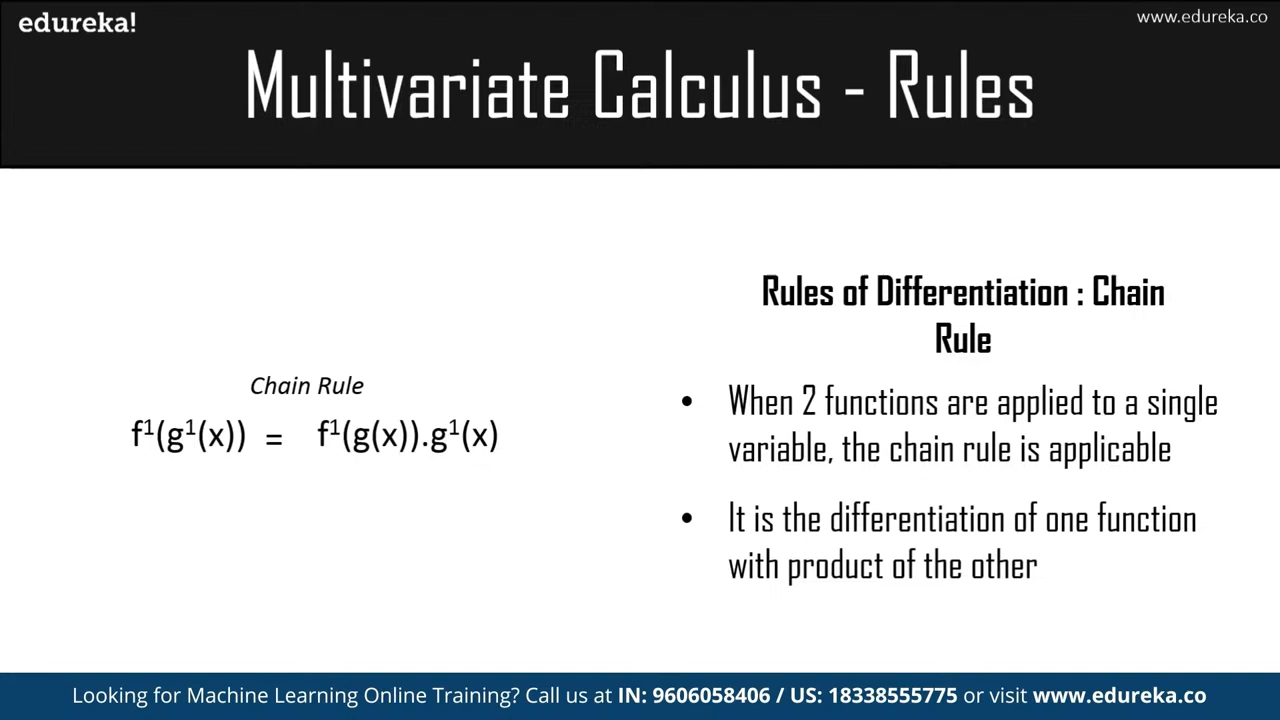 edureka!
www.edureka.co
Multivariate Calculus - Rules
Rules of Differentiation : Chain
Rule
Chain Rule
f¹(g¹(x)) = f¹(g(x)).g¹(x)
• When 2 functions are applied to a single
variable, the chain rule is applicable
• It is the differentiation of one function
with product of the other
Looking for Machine Learning Online Training? Call us at IN: 9606058406 / US: 18338555775 or visit www.edureka.co